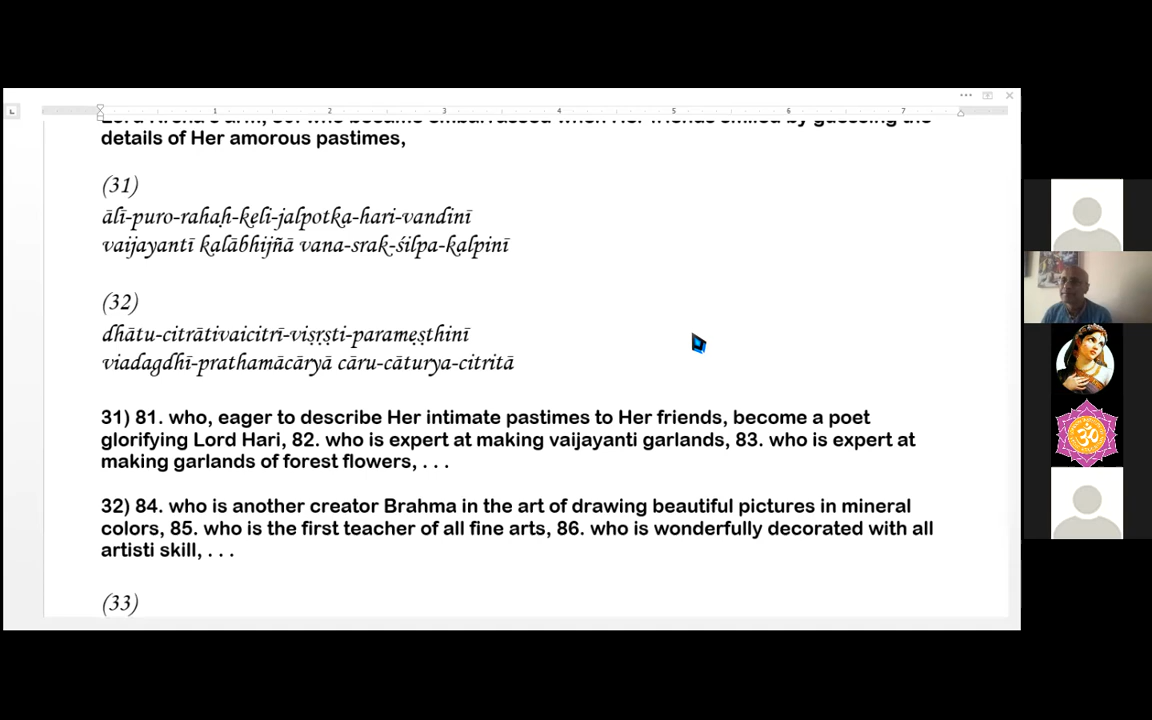 details of Her amorous pastimes,
(31)
ālī-puro-rahaḥ-keli-jalpotka-hari-vandinī
vaijayantī kalābhijñā vana-srak-śilpa-kalpinī
(32)
dhātu-citrātivaicitrī-visṛṣṭi-parameṣṭhinī
viadagdhī-prathamācāryā cāru-cāturya-citritā
31) 81. who, eager to describe Her intimate pastimes to Her friends, become a poet
glorifying Lord Hari, 82. who is expert at making vaijayanti garlands, 83. who is expert at
making garlands of forest flowers, . . .
32) 84. who is another creator Brahma in the art of drawing beautiful pictures in mineral
colors, 85. who is the first teacher of all fine arts, 86. who is wonderfully decorated with all
artisti skill, . . .
(33)